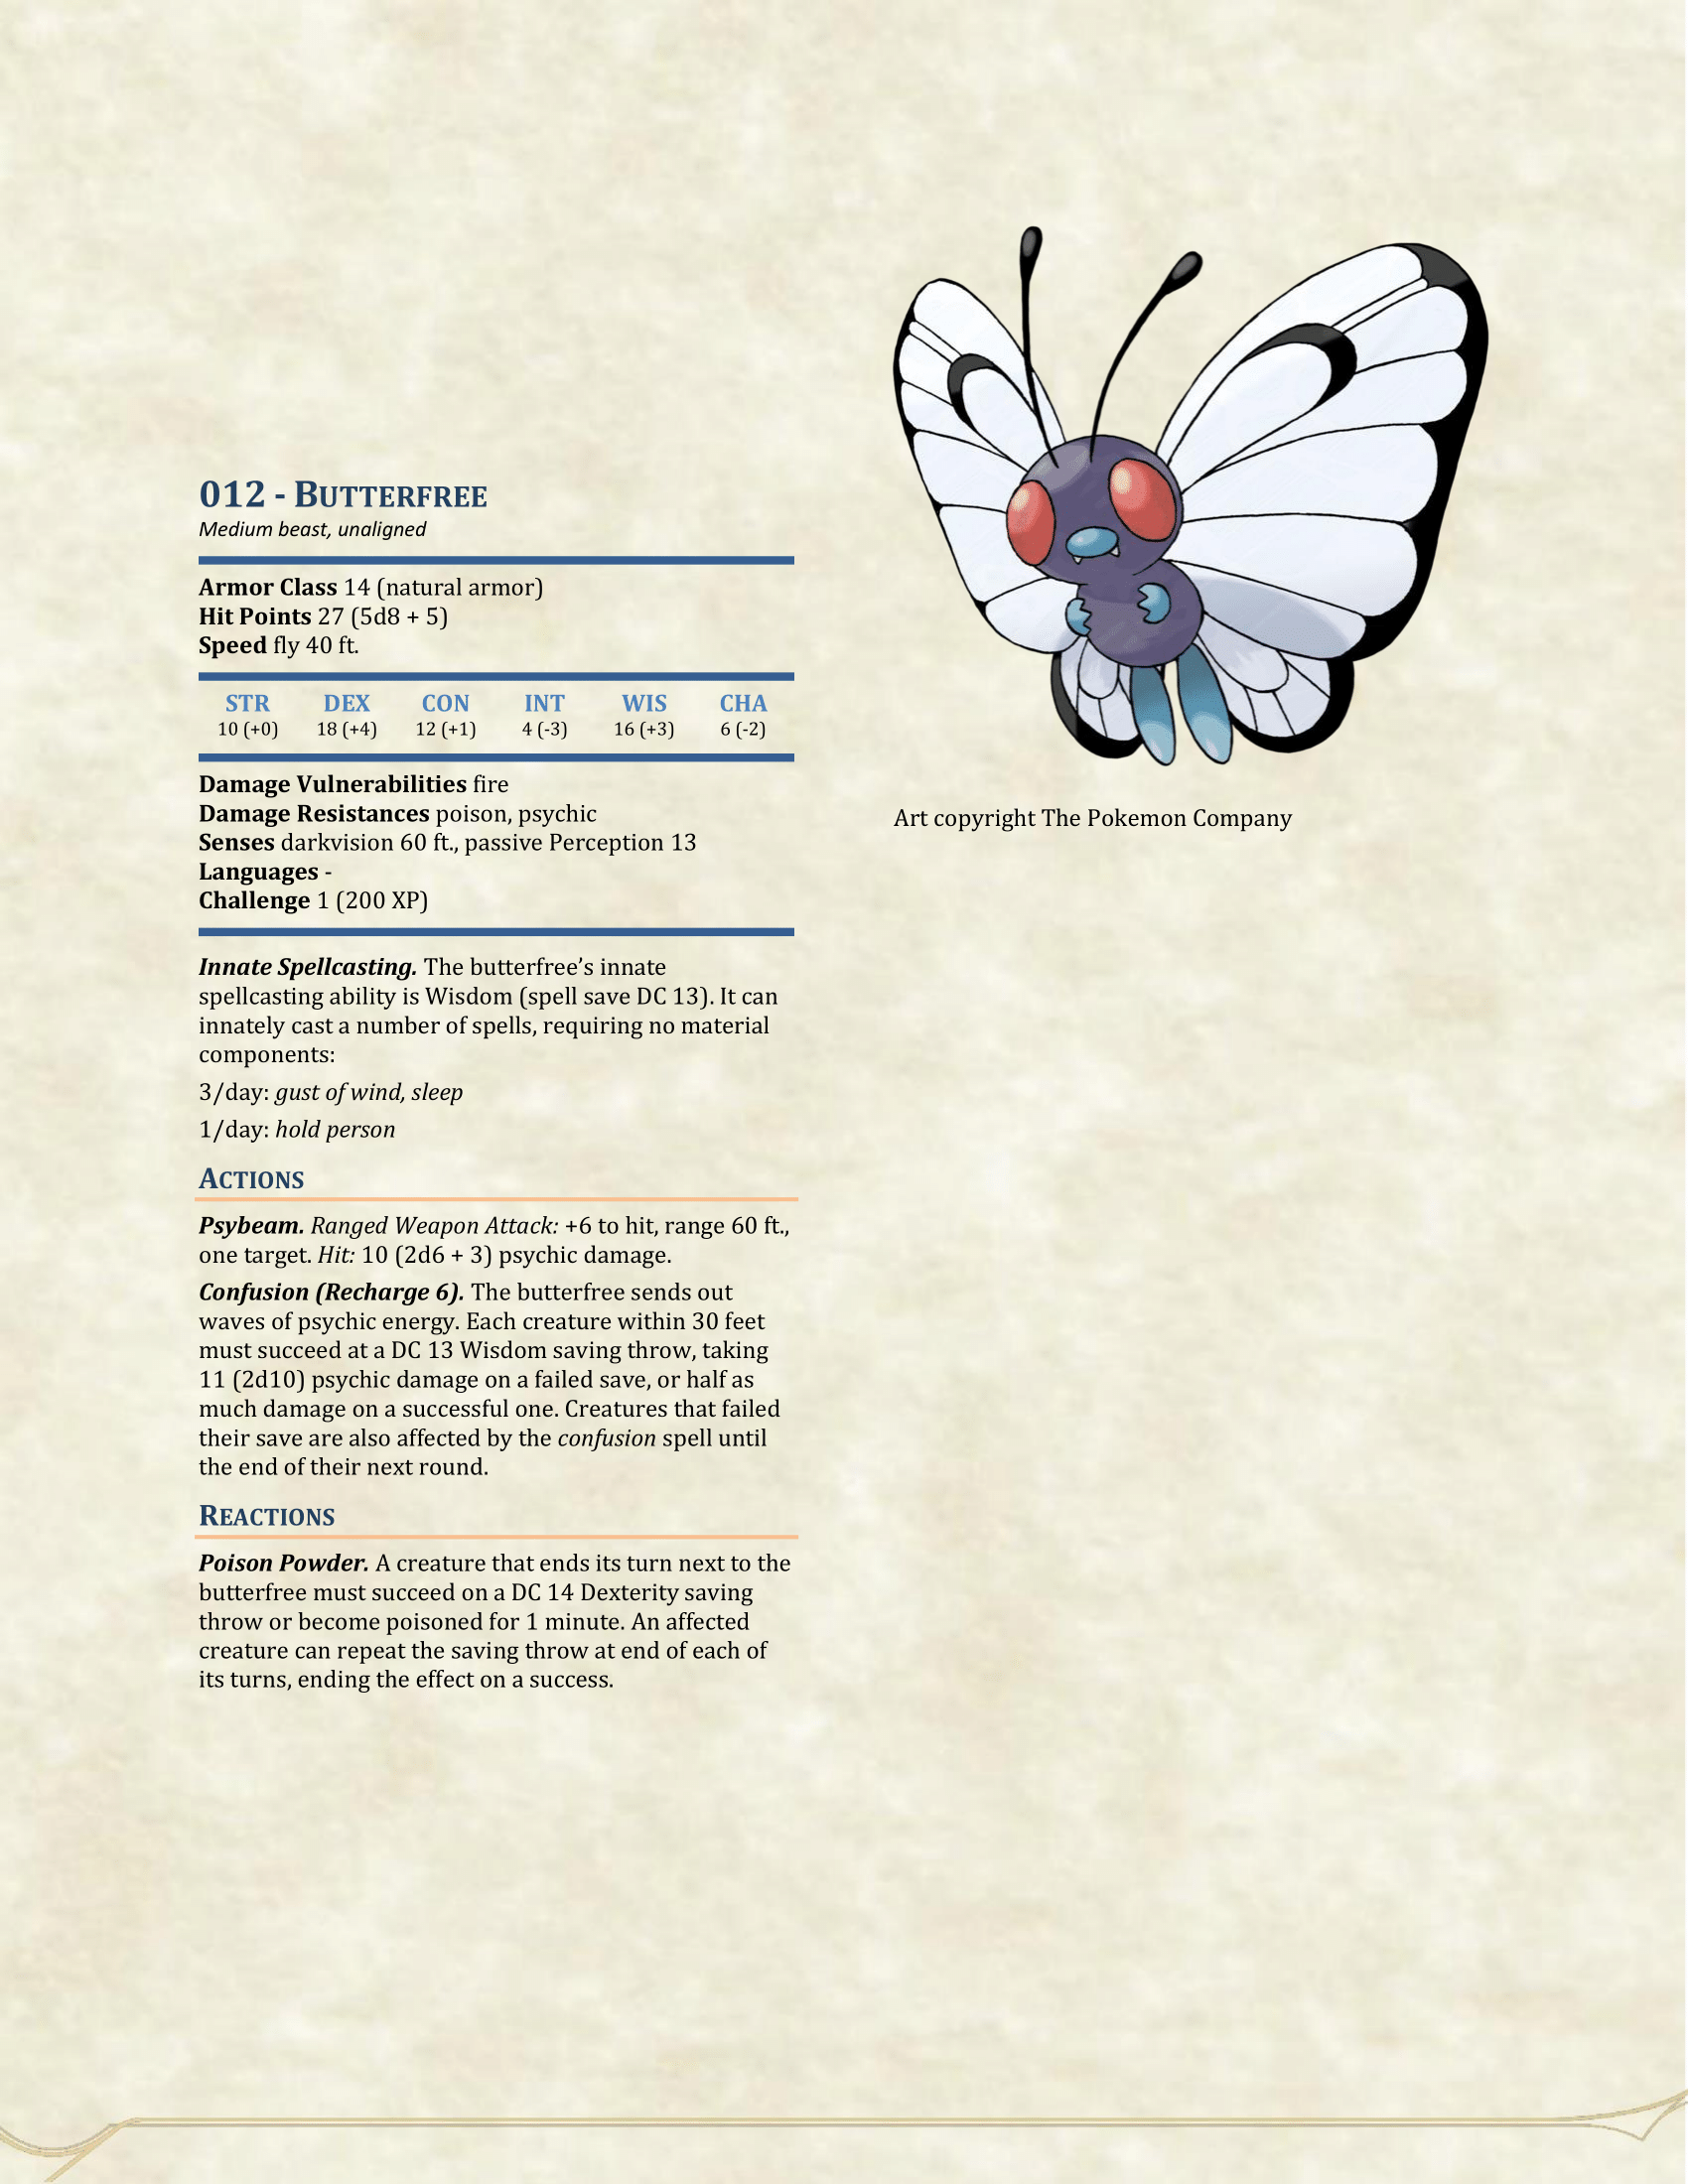 012 - BUTTERFREE
Medium beast, unaligned
Armor Class 14 (natural armor)
Hit Points 27 (5d8 + 5)
Speed fly 40 ft.
STR DEX CON INT WIS CHA
10 (+0) 18 (+4) 12 (+1) 4 (-3) 16 (+3) 6 (-2)
Damage Vulnerabilities fire
Damage Resistances poison, psychic
Senses darkvision 60 ft., passive Perception 13
Languages -
Challenge 1 (200 XP)
Innate Spellcasting. The butterfree’s innate
spellcasting ability is Wisdom (spell save DC 13). It can
innately cast a number of spells, requiring no material
components:
3/day: gust of wind, sleep
1/day: hold person
ACTIONS
Psybeam. Ranged Weapon Attack: +6 to hit, range 60 ft.,
one target. Hit: 10 (2d6 + 3) psychic damage.
Confusion (Recharge 6). The butterfree sends out
waves of psychic energy. Each creature within 30 feet
must succeed at a DC 13 Wisdom saving throw, taking
11 (2d10) psychic damage on a failed save, or half as
much damage on a successful one. Creatures that failed
their save are also affected by the confusion spell until
the end of their next round.
REACTIONS
Poison Powder. A creature that ends its turn next to the
butterfree must succeed on a DC 14 Dexterity saving
throw or become poisoned for 1 minute. An affected
creature can repeat the saving throw at end of each of
its turns, ending the effect on a success.
Art copyright The Pokemon Company